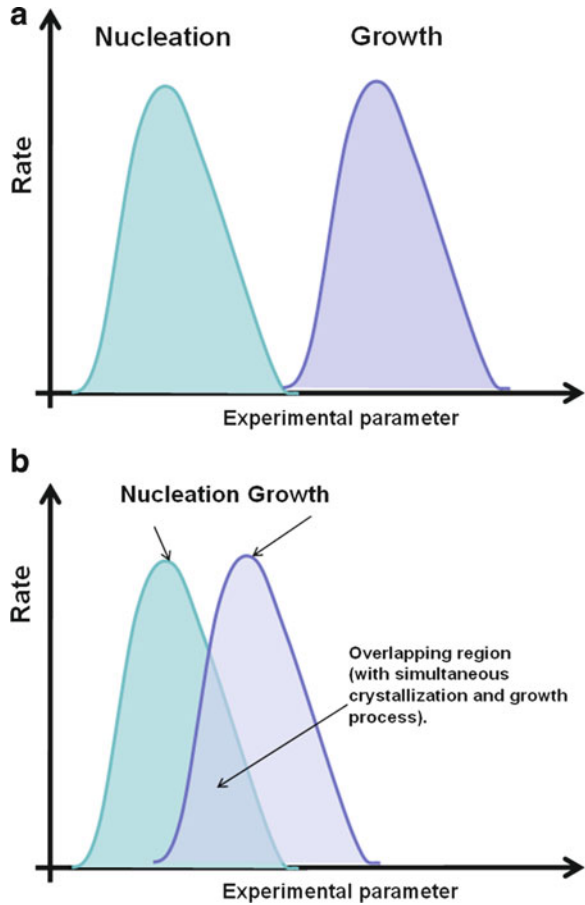 a
Nucleation Growth
Rate
Experimental parameter
b
Nucleation Growth
Rate
Overlapping region
(with simultaneous
crystallization and growth
process).
Experimental parameter